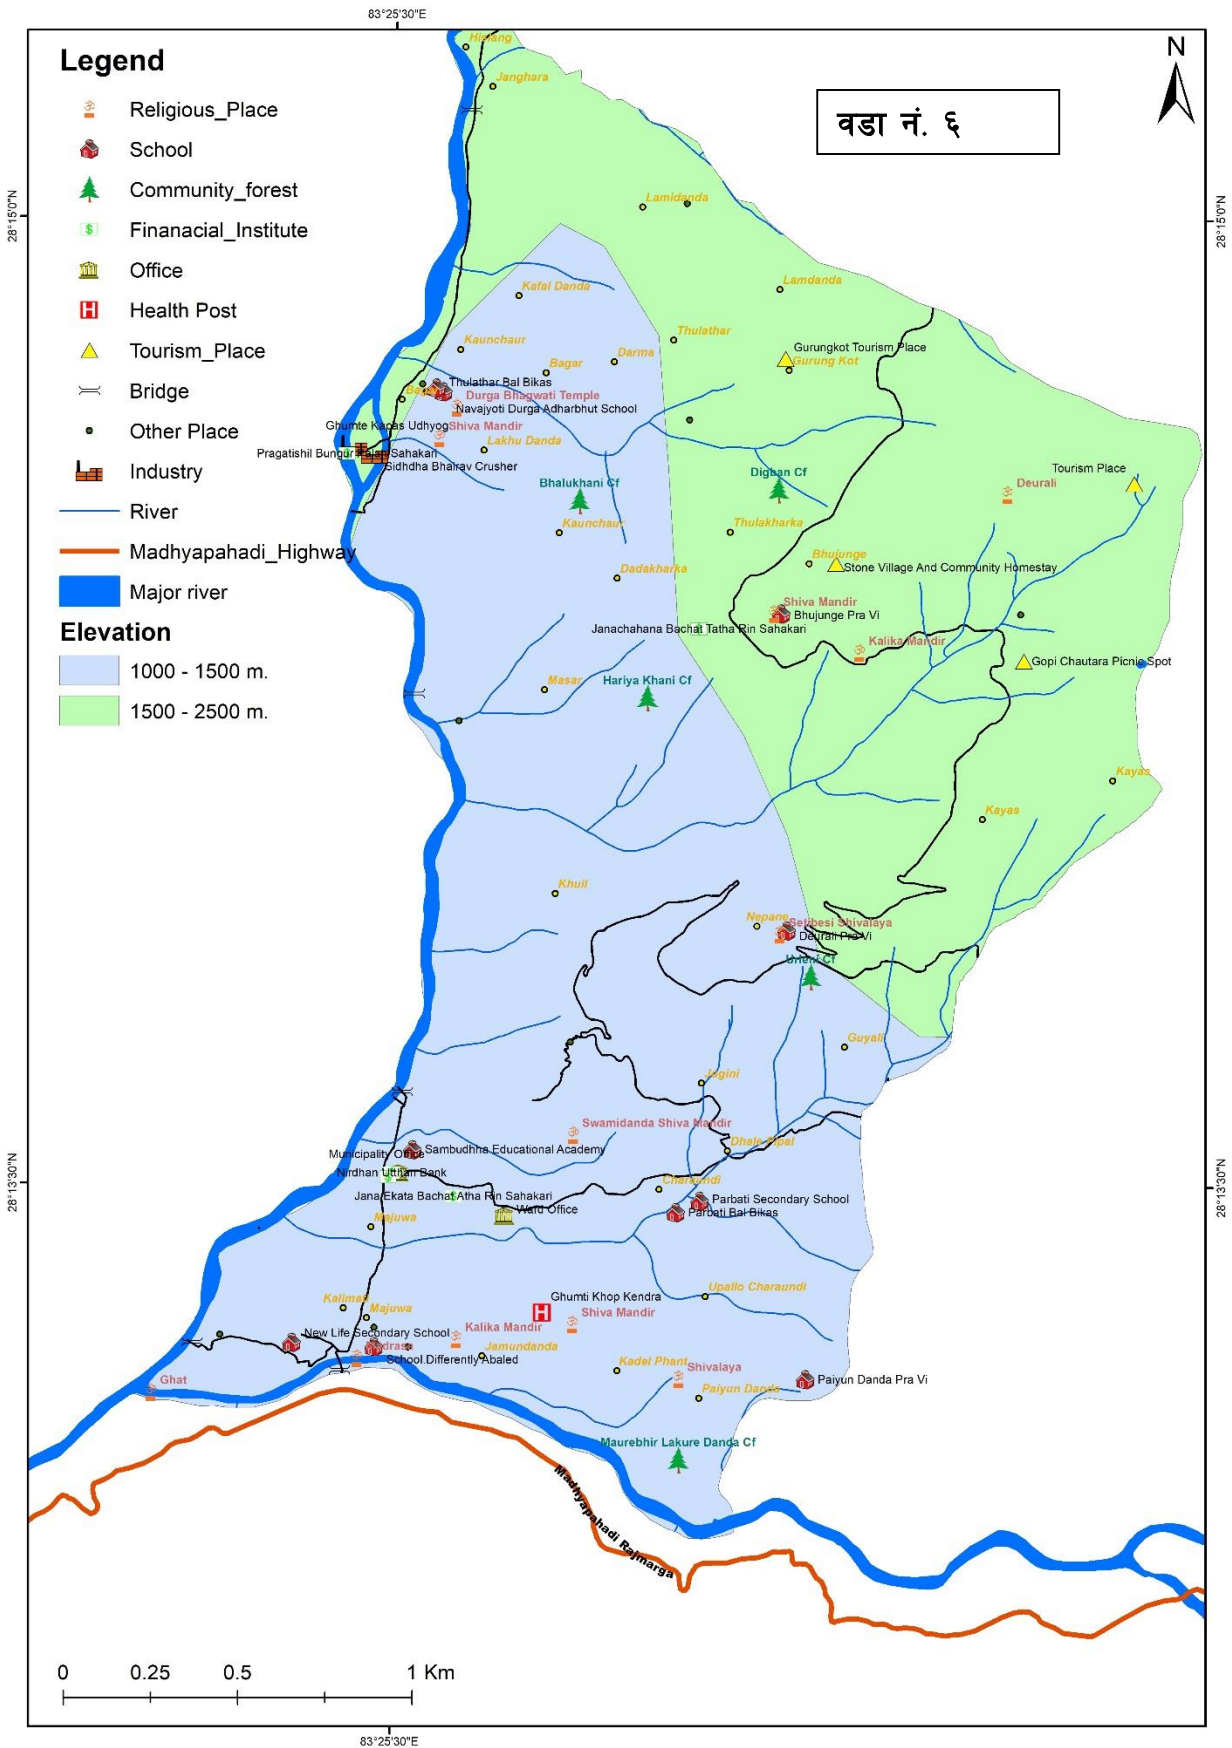 83°25'30"E
Legend
Religious_Place
School
Community_forest
Finanacial_Institute
Office
Health Post
Tourism_Place
Bridge
Other Place
Industry
River
Madhyapahadi_Highway
Major river
Elevation
1000 - 1500 m.
1500 - 2500 m.
N
वडा नं. ६
28°15'0"N
28°15'0"N
Hislang
Janghara
Lamidanda
Lamdanda
Kafal Danda
Thulathar
Kaunchaur
Darma
Bagar
Gurungkot Tourism Place
Gurung Kot
Thulathar Bal Bikas
Durga Bhagwati Temple
Navajyoti Durga Adharbhut School
Ghumte Kapas Udhyog
Shiva Mandir
Lakhu Danda
Pragatishil Bungur Palan Sahakari
Sidhdha Bhairav Crusher
Bhalukhani Cf
Digban Cf
Tourism Place
Deurali
Kaunchaur
Thulakharka
Bhujunge
Stone Village And Community Homestay
Dadakharka
Shiva Mandir
Bhujunge Pra Vi
Janachahana Bachat Tatha Rin Sahakari
Kalika Mandir
Gopi Chautara Picnic Spot
Masar
Hariya Khani Cf
Kayas
Kayas
Khuil
Nepane
Setibesi Shivalaya
Deurali Pra Vi
Urleni Cf
Guyali
Jogini
Swamidanda Shiva Mandir
Dhale Pipal
Sambudhha Educational Academy
Municipality Office
Nirdhan Utthan Bank
Charaundi
28°13'30"N
28°13'30"N
Jana Ekata Bachat Atha Rin Sahakari
Ward Office
Parbati Secondary School
Parbati Bal Bikas
Majuwa
Upallo Charaundi
Ghumti Khop Kendra
Kalimati
Majuwa
Shiva Mandir
Kalika Mandir
New Life Secondary School
School Differently Abaled
Jamundanda
Kadel Phant
Shivalaya
Paiyun Danda Pra Vi
Ghat
Paiyun Danda
Maurebhir Lakure Danda Cf
Madhyapahadi Rajmarga
0 0.25 0.5 1 Km
83°25'30"E